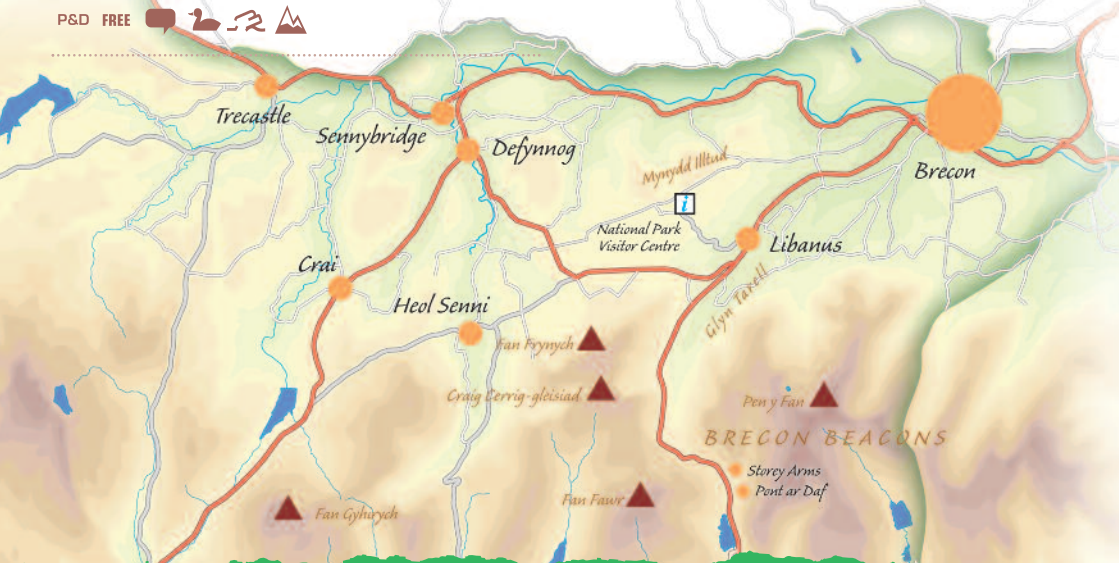 P&D FREE
Trecastle
Sennybridge
Defynnog
Mynydd Illtud
Brecon
i
National Park
Visitor Centre
Libanus
Crai
Glyn Tarell
Heol Senni
Fan Frynych
Craig Cerrig-gleisiad
Pen y Fan
BRECON BEACONS
Storey Arms
Pont ar Daf
Fan Fawr
Fan Gyhirych